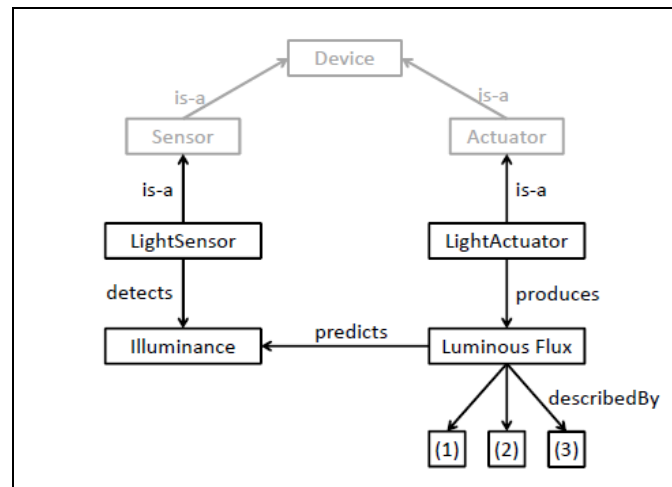 Device
is-a is-a
Sensor Actuator
is-a is-a
LightSensor LightActuator
detects produces
Illuminance predicts Luminous Flux
describedBy
(1) (2) (3)